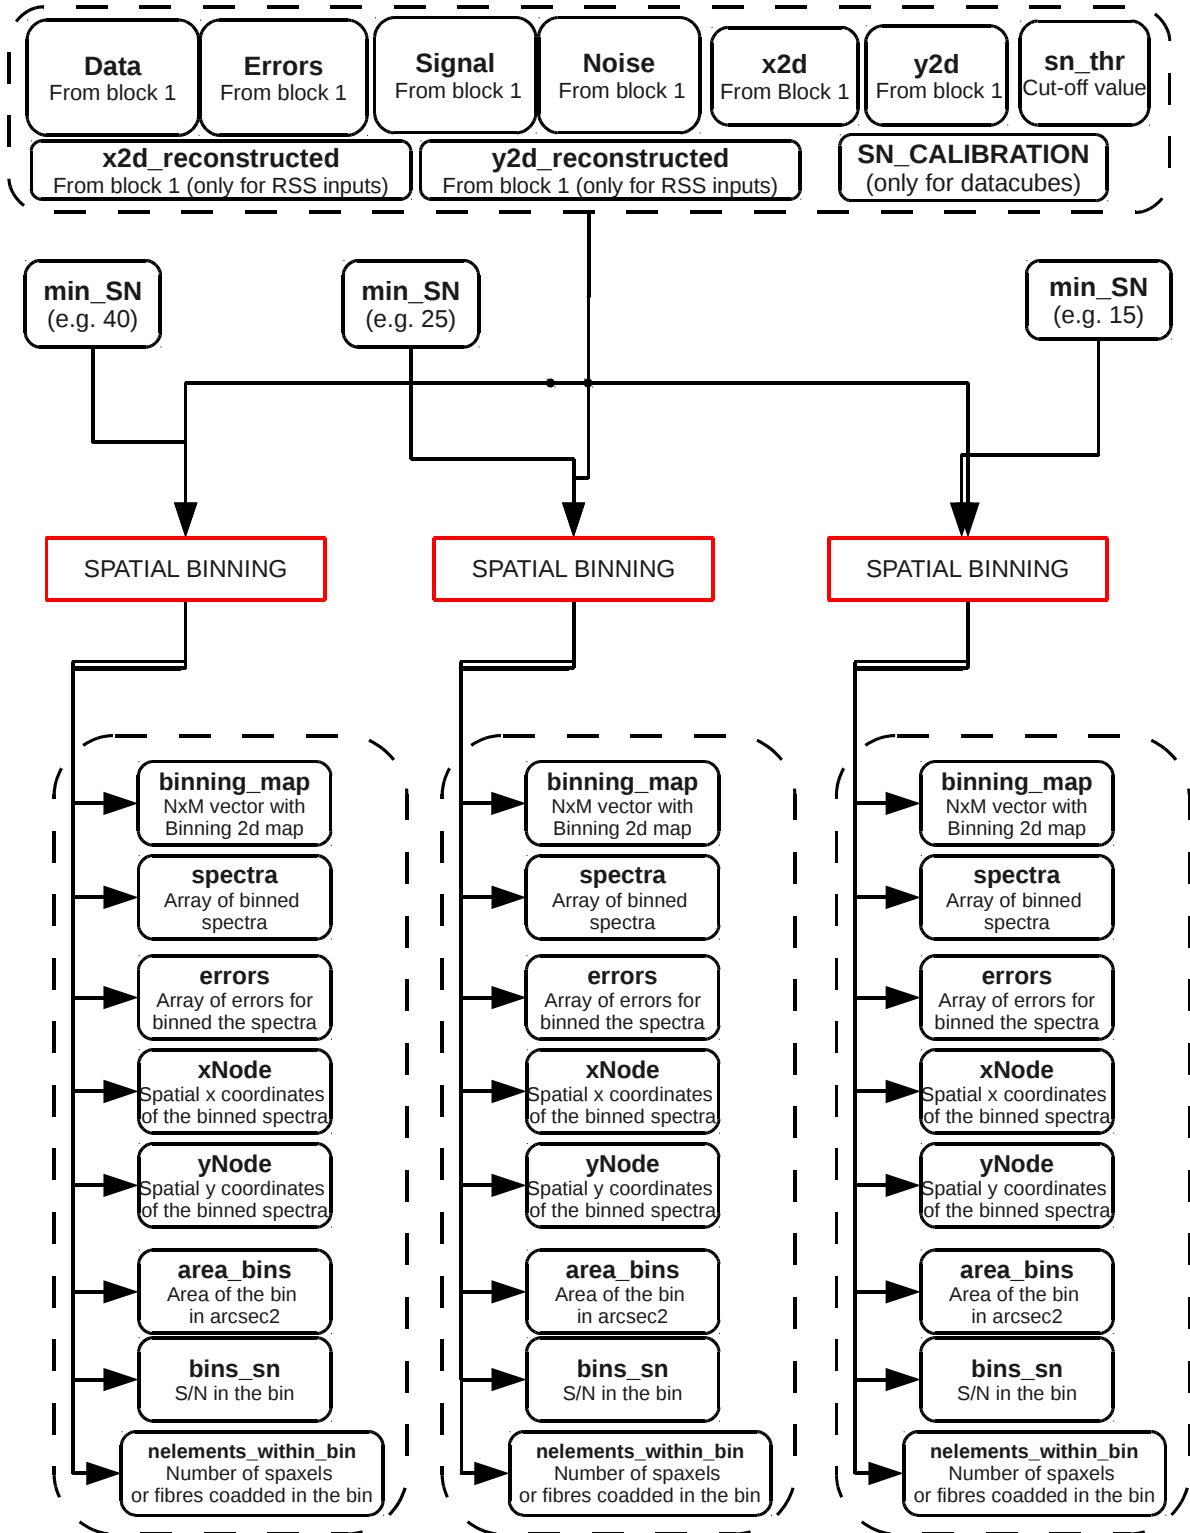 Data
From block 1
Errors
From block 1
Signal
From block 1
Noise
From block 1
x2d
From Block 1
y2d
From block 1
sn_thr
Cut-off value
x2d_reconstructed
From block 1 (only for RSS inputs)
y2d_reconstructed
From block 1 (only for RSS inputs)
SN_CALIBRATION
(only for datacubes)
min_SN
(e.g. 40)
min_SN
(e.g. 25)
min_SN
(e.g. 15)
SPATIAL BINNING
SPATIAL BINNING
SPATIAL BINNING
binning_map
NxM vector with
Binning 2d map
spectra
Array of binned
spectra
errors
Array of errors for
binned the spectra
xNode
Spatial x coordinates
of the binned spectra
yNode
Spatial y coordinates
of the binned spectra
area_bins
Area of the bin
in arcsec2
bins_sn
S/N in the bin
nelements_within_bin
Number of spaxels
or fibres coadded in the bin
binning_map
NxM vector with
Binning 2d map
spectra
Array of binned
spectra
errors
Array of errors for
binned the spectra
xNode
Spatial x coordinates
of the binned spectra
yNode
Spatial y coordinates
of the binned spectra
area_bins
Area of the bin
in arcsec2
bins_sn
S/N in the bin
nelements_within_bin
Number of spaxels
or fibres coadded in the bin
binning_map
NxM vector with
Binning 2d map
spectra
Array of binned
spectra
errors
Array of errors for
binned the spectra
xNode
Spatial x coordinates
of the binned spectra
yNode
Spatial y coordinates
of the binned spectra
area_bins
Area of the bin
in arcsec2
bins_sn
S/N in the bin
nelements_within_bin
Number of spaxels
or fibres coadded in the bin